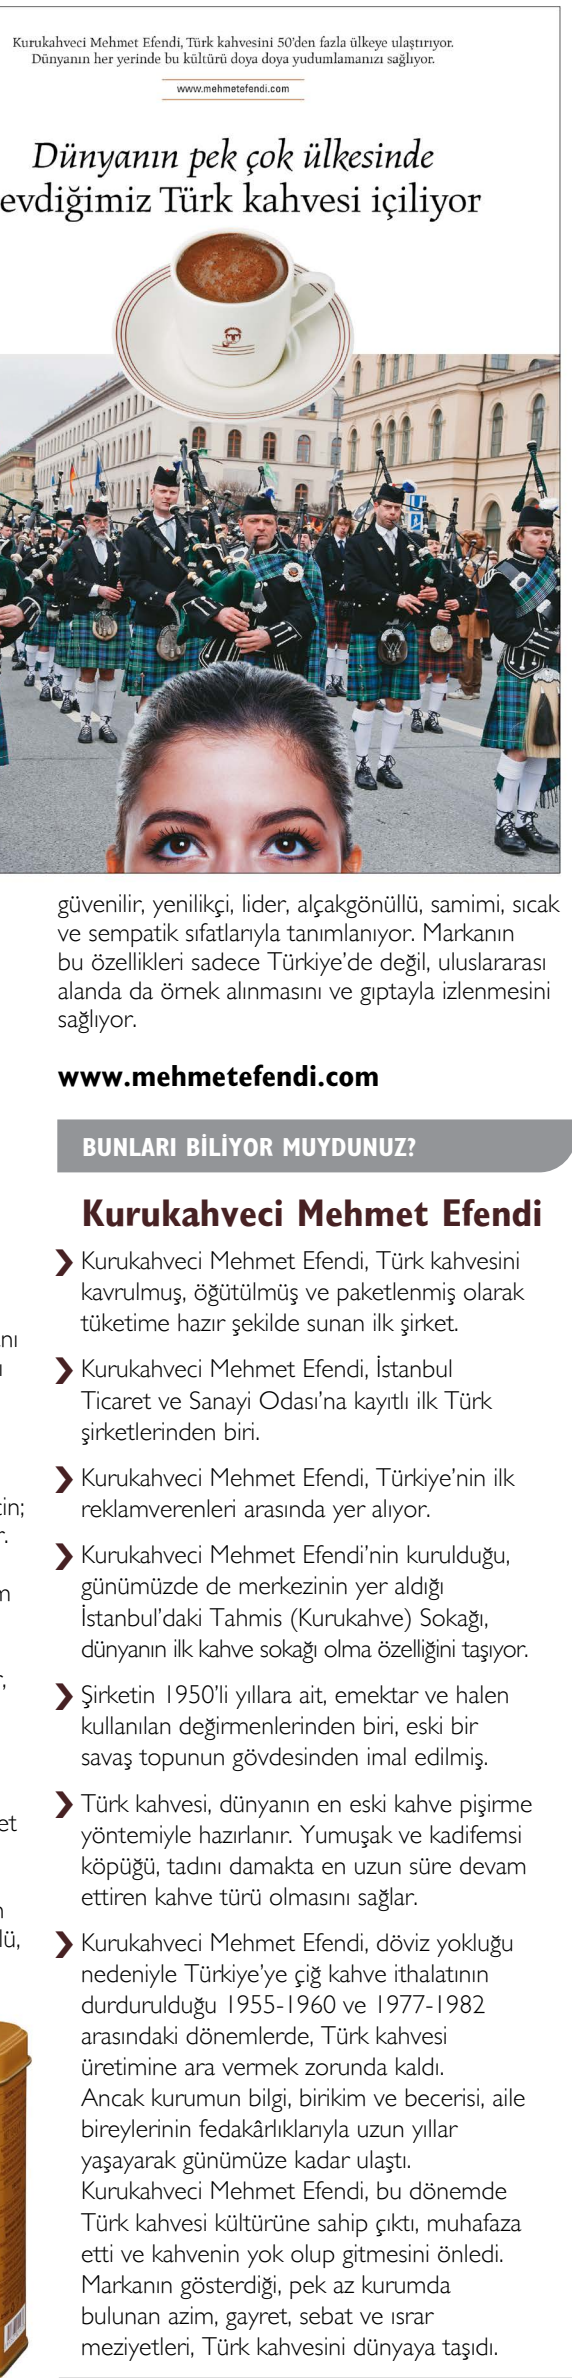 Kurukahveci Mehmet Efendi, Türk kahvesini 50'den fazla ülkeye ulaştırıyor.
Dünyanın her yerinde bu kültürü doya doya yudumlamanızı sağlıyor.
www.mehmetefendi.com
Dünyanın pek çok ülkesinde
evdiğimiz Türk kahvesi içiliyor
güvenilir, yenilikçi, lider, alçakgönüllü, samimi, sıcak
ve sempatik sıfatlarıyla tanımlanıyor. Markanın
bu özellikleri sadece Türkiye'de değil, uluslararası
alanda da örnek alınmasını ve gıptayla izlenmesini
sağlıyor.
www.mehmetefendi.com
BUNLARI BİLİYOR MUYDUNUZ?
Kurukahveci Mehmet Efendi
Kurukahveci Mehmet Efendi, Türk kahvesini
kavrulmuş, öğütülmüş ve paketlenmiş olarak
tüketime hazır şekilde sunan ilk şirket.
Kurukahveci Mehmet Efendi, İstanbul
Ticaret ve Sanayi Odası'na kayıtlı ilk Türk
şirketlerinden biri.
Kurukahveci Mehmet Efendi, Türkiye'nin ilk
reklamverenleri arasında yer alıyor.
Kurukahveci Mehmet Efendi'nin kurulduğu,
günümüzde de merkezinin yer aldığı
İstanbul'daki Tahmis (Kurukahve) Sokağı,
dünyanın ilk kahve sokağı olma özelliğini taşıyor.
Şirketin 1950'li yıllara ait, emektar ve halen
kullanılan değirmenlerinden biri, eski bir
savaş topunun gövdesinden imal edilmiş.
Türk kahvesi, dünyanın en eski kahve pişirme
yöntemiyle hazırlanır. Yumuşak ve kadifemsi
köpüğü, tadını damakta en uzun süre devam
ettiren kahve türü olmasını sağlar.
Kurukahveci Mehmet Efendi, döviz yokluğu
nedeniyle Türkiye'ye çiğ kahve ithalatının
durdurulduğu 1955-1960 ve 1977-1982
arasındaki dönemlerde, Türk kahvesi
üretimine ara vermek zorunda kaldı.
Ancak kurumun bilgi, birikim ve becerisi, aile
bireylerinin fedakârlıklarıyla uzun yıllar
yaşayarak günümüze kadar ulaştı.
Kurukahveci Mehmet Efendi, bu dönemde
Türk kahvesi kültürüne sahip çıktı, muhafaza
etti ve kahvenin yok olup gitmesini önledi.
Markanın gösterdiği, pek az kurumda
bulunan azim, gayret, sebat ve ısrar
meziyetleri, Türk kahvesini dünyaya taşıdı.